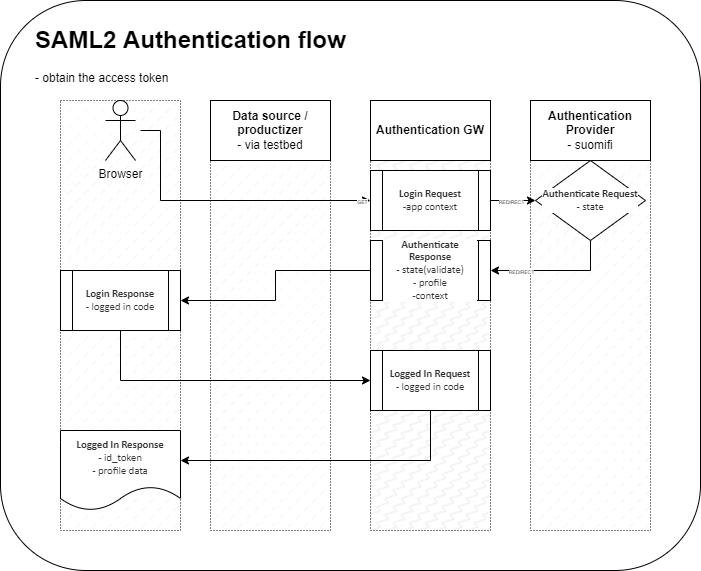 SAML2 Authentication flow
- obtain the access token
Browser
Data source /
productizer
- via testbed
Authentication GW
Authentication
Provider
- suomifi
GET
Login Request
-app context
REDIRECT
Authenticate Request
- state
Authenticate
Response
- state(validate)
- profile
-context
REDIRECT
Login Response
- logged in code
Logged In Request
- logged in code
Logged In Response
- id_token
- profile data